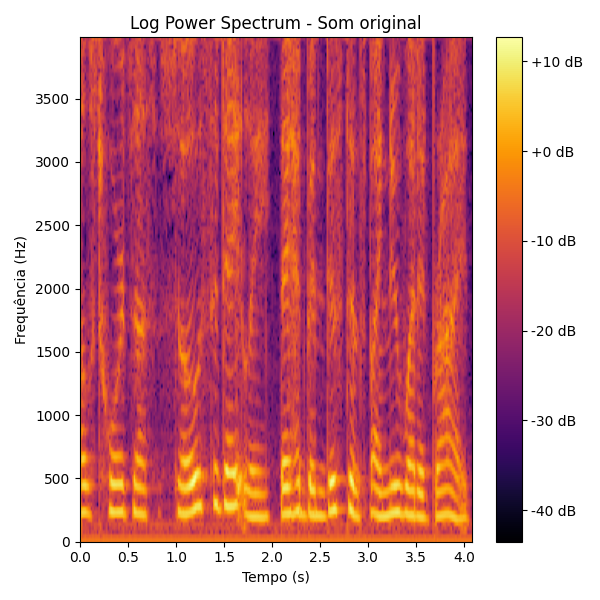 Log Power Spectrum - Som original
Frequência (Hz)
3500
3000
2500
2000
1500
1000
500
0
0.0 0.5 1.0 1.5 2.0 2.5 3.0 3.5 4.0
Tempo (s)
+10 dB
+0 dB
-10 dB
-20 dB
-30 dB
-40 dB